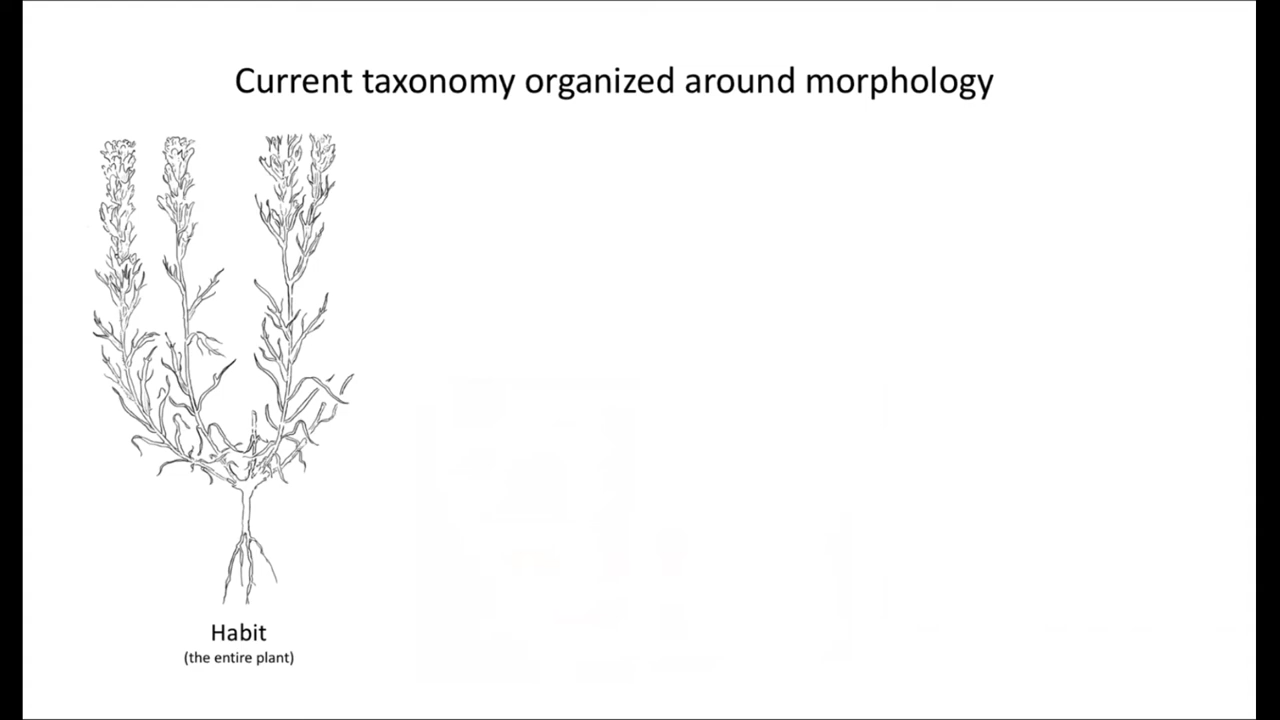 Current taxonomy organized around morphology
Habit
(the entire plant)